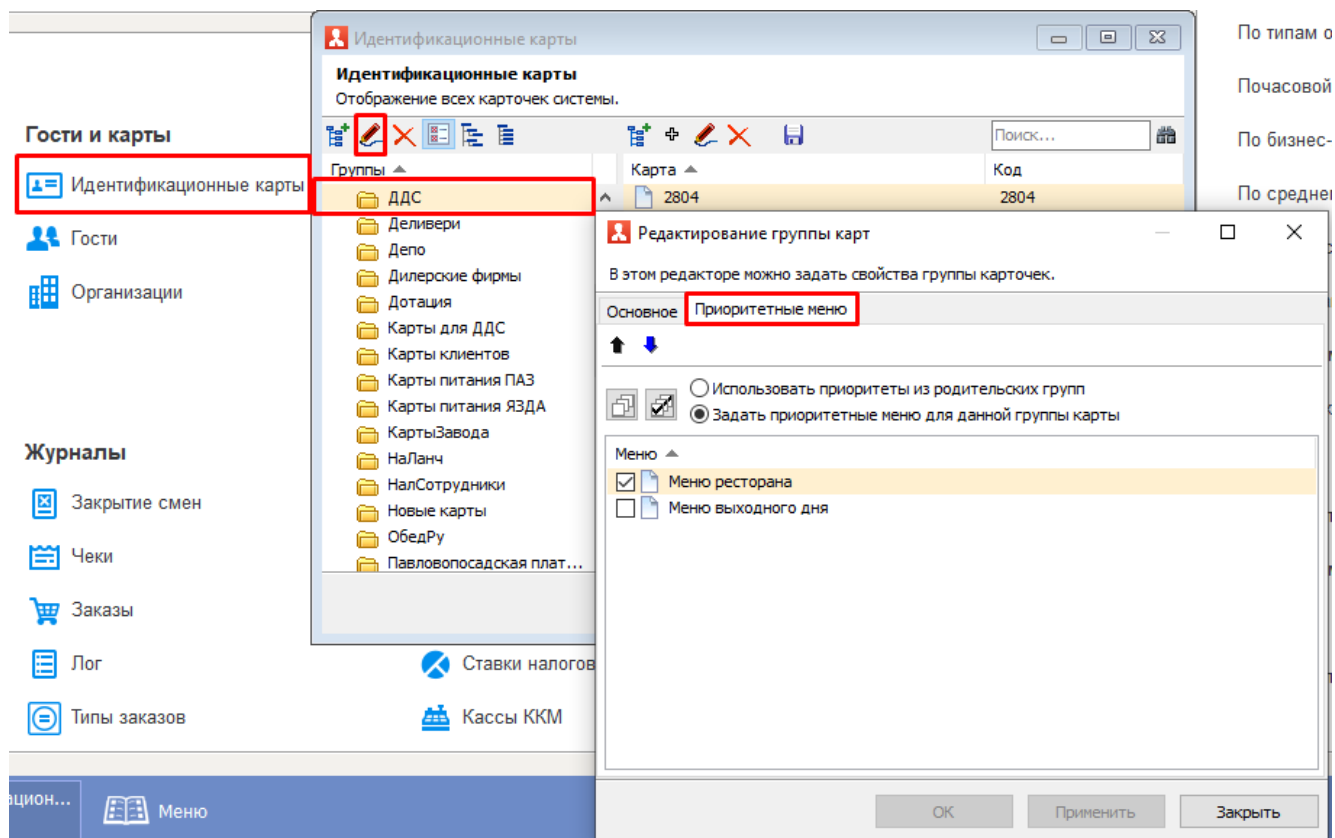 Гости и карты
Идентификационные карты
Гости
Организации
Журналы
Закрытие смен
Чеки
Заказы
Лог
Типы заказов
Ставки налогов
Кассы ККМ
Меню
Идентификационные карты
Идентификационные карты
Отображение всех карточек системы.
Поиск...
Группы
Карта
Код
ДДС
2804
2804
Деливери
Депо
Дилерские фирмы
Дотация
Карты для ДДС
Карты клиентов
Карты питания ПАЗ
Карты питания ЯЗДА
КартыЗавода
НаЛанч
НалСотрудники
Новые карты
ОбедРу
Павловопосадская плат...
Редактирование группы карт
В этом редакторе можно задать свойства группы карточек.
Основное
Приоритетные меню
Использовать приоритеты из родительских групп
Задать приоритетные меню для данной группы карты
Меню
Меню ресторана
Меню выходного дня
ОК
Применить
Закрыть
По типам о
Почасовой
По бизнес-
По средне